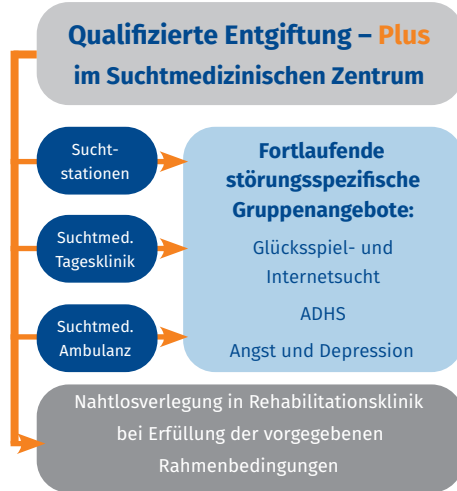 Qualifizierte Entgiftung – Plus
im Suchtmedizinischen Zentrum
Sucht-
stationen
Suchtmed.
Tagesklinik
Suchtmed.
Ambulanz
Fortlaufende
störungsspezifische
Gruppenangebote:
Glücksspiel- und
Internetsucht
ADHS
Angst und Depression
Nahtlosverlegung in Rehabilitationsklinik
bei Erfüllung der vorgegebenen
Rahmenbedingungen